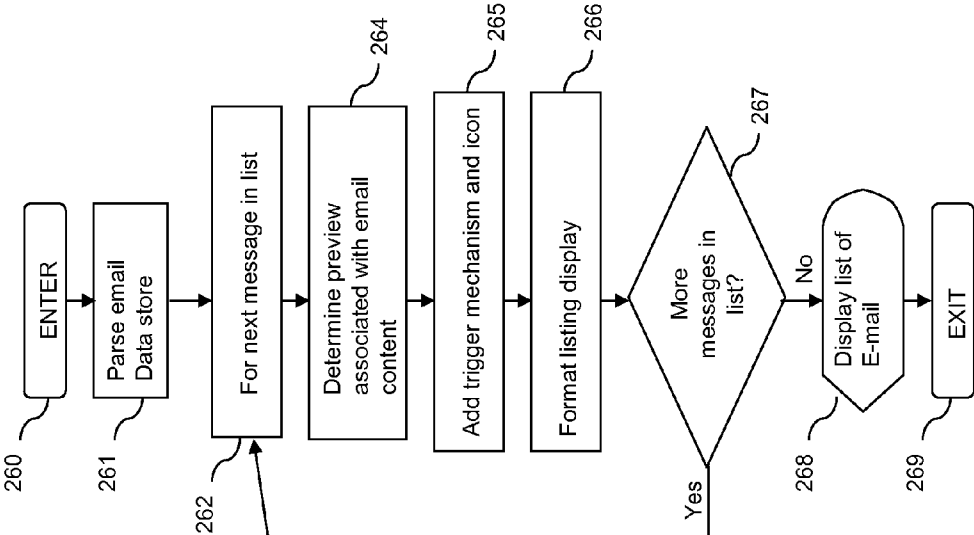 260
ENTER
261
Parse email
Data store
262
For next message in list
264
Determine preview
associated with email
content
265
Add trigger mechanism and icon
266
Format listing display
267
More
messages in
list?
Yes
No
268
Display list of
E-mail
269
EXIT